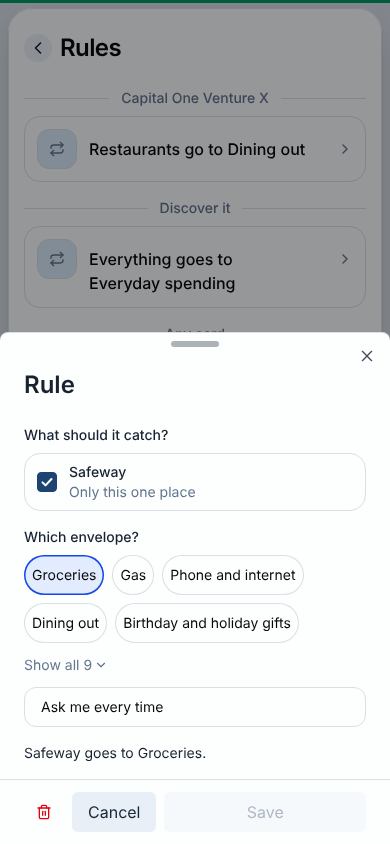 Rules
Capital One Venture X
Restaurants go to Dining out
Discover it
Everything goes to
Everyday spending
Rule
What should it catch?
Safeway
Only this one place
Which envelope?
Groceries
Gas
Phone and internet
Dining out
Birthday and holiday gifts
Show all 9
Ask me every time
Safeway goes to Groceries.
Cancel
Save